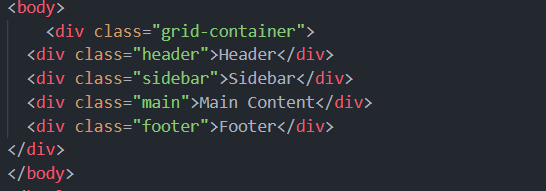 <body>
<div class="grid-container">
<div class="header">Header</div>
<div class="sidebar">Sidebar</div>
<div class="main">Main Content</div>
<div class="footer">Footer</div>
</div>
</body>